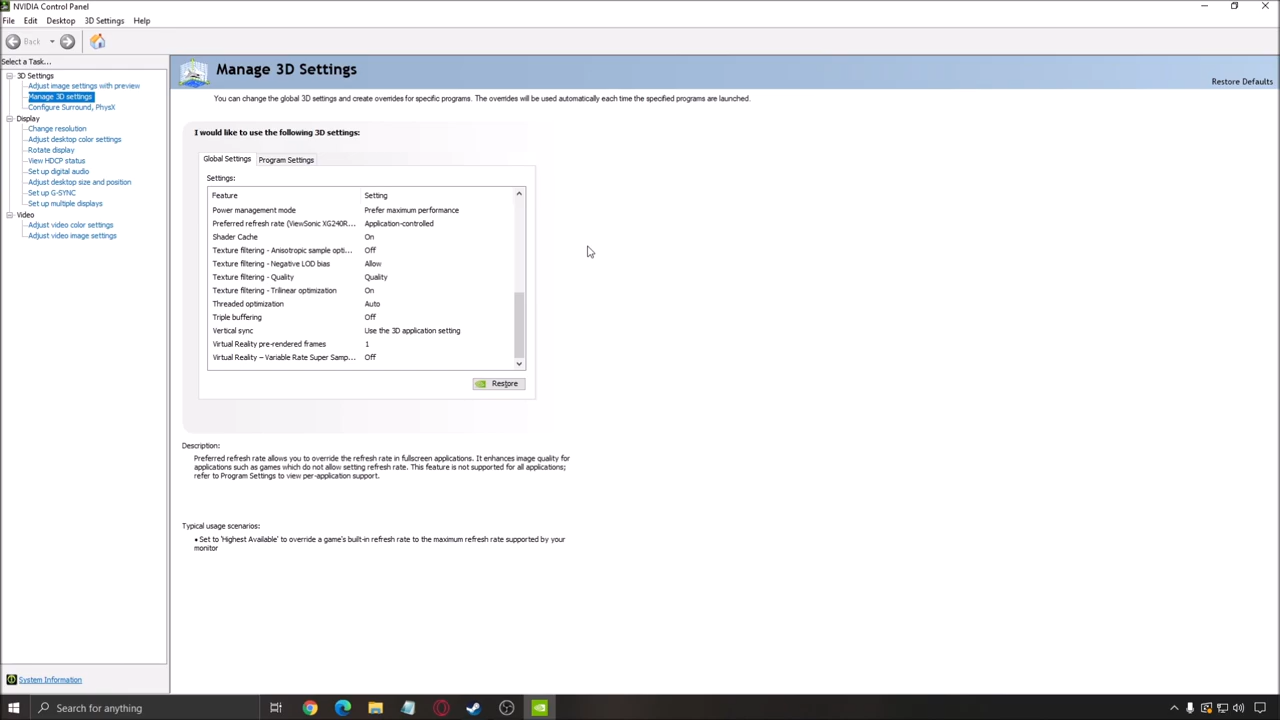 NVIDIA Control Panel
File Edit Desktop 3D Settings Help
Back
Select a Task...
3D Settings
Adjust image settings with preview
Manage 3D settings
Configure Surround, PhysX
Display
Change resolution
Adjust desktop color settings
Rotate display
View HDCP status
Set up digital audio
Adjust desktop size and position
Set up G-SYNC
Set up multiple displays
Video
Adjust video color settings
Adjust video image settings
System Information
Manage 3D Settings
Restore Defaults
You can change the global 3D settings and create overrides for specific programs. The overrides will be used automatically each time the specified programs are launched.
I would like to use the following 3D settings:
Global Settings Program Settings
Settings:
Feature Setting
Power management mode Prefer maximum performance
Preferred refresh rate (ViewSonic XG240R... Application-controlled
Shader Cache On
Texture filtering - Anisotropic sample opti... Off
Texture filtering - Negative LOD bias Allow
Texture filtering - Quality Quality
Texture filtering - Trilinear optimization On
Threaded optimization Auto
Triple buffering Off
Vertical sync Use the 3D application setting
Virtual Reality pre-rendered frames 1
Virtual Reality – Variable Rate Super Samp... Off
Restore
Description:
Preferred refresh rate allows you to override the refresh rate in fullscreen applications. It enhances image quality for
applications such as games which do not allow setting refresh rate. This feature is not supported for all applications;
refer to Program Settings to view per-application support.
Typical usage scenarios:
• Set to 'Highest Available' to override a game's built-in refresh rate to the maximum refresh rate supported by your
monitor
Search for anything